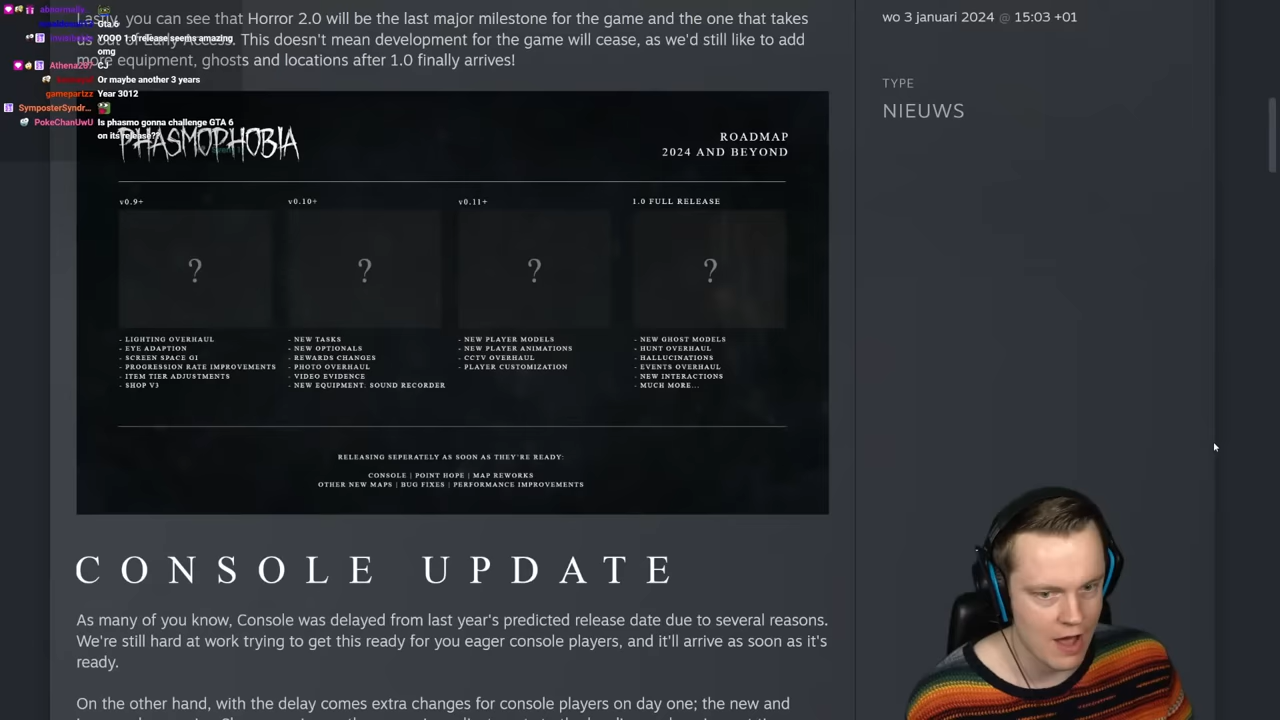 Lastly, you can see that Horror 2.0 will be the last major milestone for the game and the one that takes
us out of Early Access. This doesn't mean development for the game will cease, as we'd still like to add
more equipment, ghosts and locations after 1.0 finally arrives!
Gta 6
YOOO 1.0 release seems amazing
omg
Athena207 CJ
Or maybe another 3 years
gamepartzz Year 3012
SymposterSyndr...
PokeChanUwU Is phasmo gonna challenge GTA 6
on its release??
wo 3 januari 2024 @ 15:03 +01
TYPE
NIEUWS
PHASMOPHOBIA
ROADMAP
2024 AND BEYOND
v0.9+
?
- LIGHTING OVERHAUL
- EYE ADAPTION
- SCREEN SPACE GI
- PROGRESSION RATE IMPROVEMENTS
- ITEM TIER ADJUSTMENTS
- SHOP V3
v0.10+
?
- NEW TASKS
- NEW OPTIONALS
- REWARDS CHANGES
- PHOTO OVERHAUL
- VIDEO EVIDENCE
- NEW EQUIPMENT: SOUND RECORDER
v0.11+
?
- NEW PLAYER MODELS
- NEW PLAYER ANIMATIONS
- CCTV OVERHAUL
- PLAYER CUSTOMIZATION
1.0 FULL RELEASE
?
- NEW GHOST MODELS
- HUNT OVERHAUL
- HALLUCINATIONS
- EVENTS OVERHAUL
- NEW INTERACTIONS
- MUCH MORE...
RELEASING SEPERATELY AS SOON AS THEY'RE READY:
CONSOLE | POINT HOPE | MAP REWORKS
OTHER NEW MAPS | BUG FIXES | PERFORMANCE IMPROVEMENTS
CONSOLE UPDATE
As many of you know, Console was delayed from last year's predicted release date due to several reasons.
We're still hard at work trying to get this ready for you eager console players, and it'll arrive as soon as it's
ready.
On the other hand, with the delay comes extra changes for console players on day one; the new and